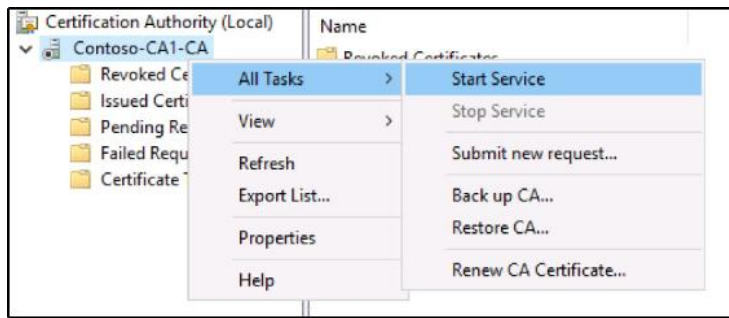 Certification Authority (Local)
Name
Contoso-CA1-CA
Revoked Certificates
Revoked Ce
Issued Certi
Pending Re
Failed Requ
Certificate
All Tasks
View
Refresh
Export List...
Properties
Help
Start Service
Stop Service
Submit new request...
Back up CA...
Restore CA...
Renew CA Certificate...